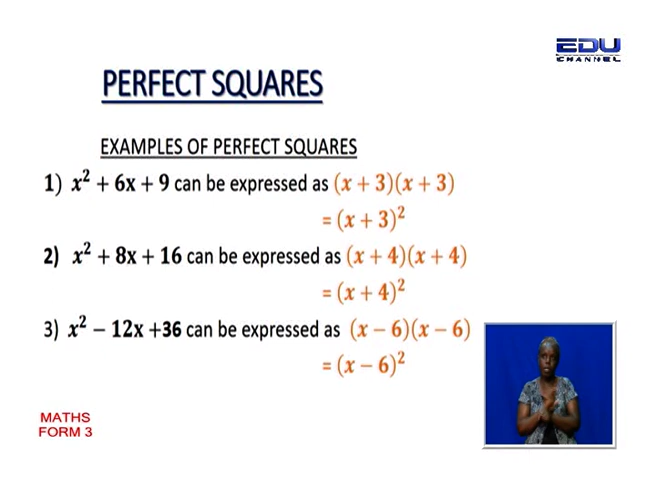 EDU
CHANNEL
PERFECT SQUARES
EXAMPLES OF PERFECT SQUARES
1) x² + 6x + 9 can be expressed as (x + 3)(x + 3)
= (x + 3)²
2) x² + 8x + 16 can be expressed as (x + 4)(x + 4)
= (x + 4)²
3) x² − 12x +36 can be expressed as (x − 6)(x − 6)
= (x − 6)²
MATHS
FORM 3